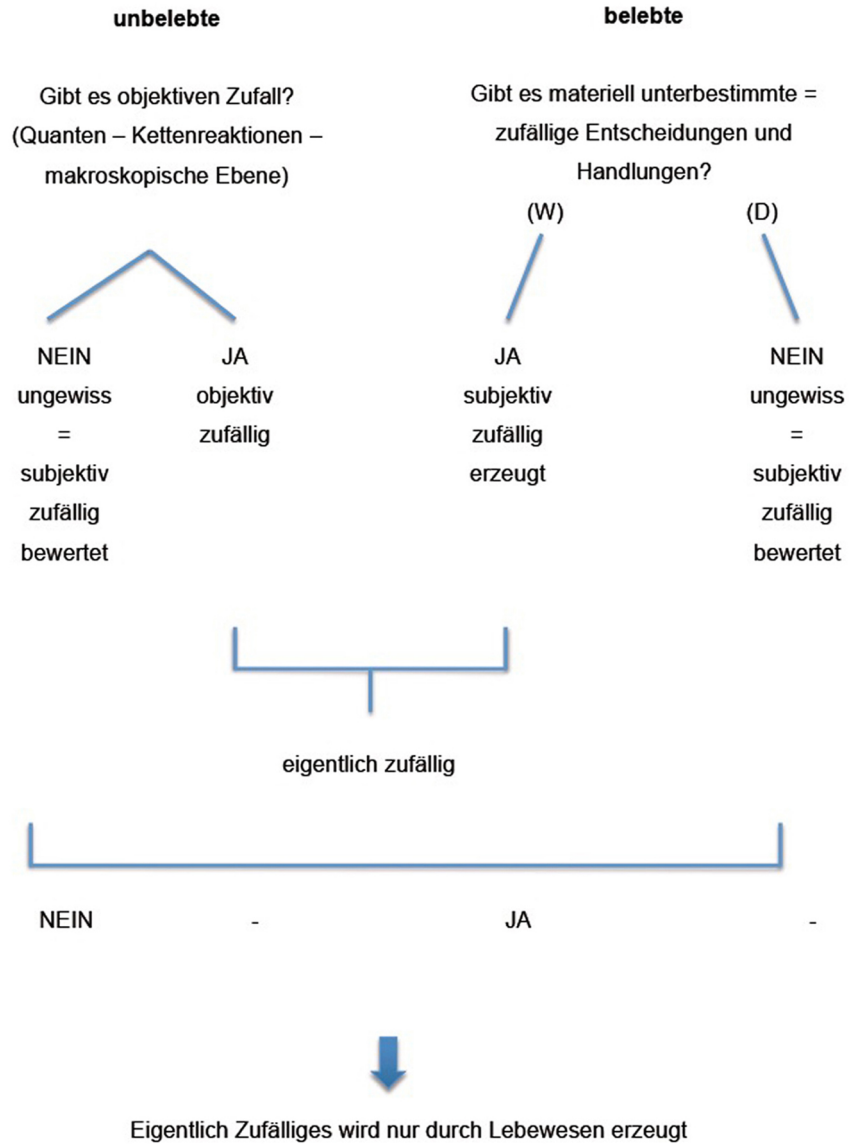 unbelebte
belebte
Gibt es objektiven Zufall?
(Quanten – Kettenreaktionen –
makroskopische Ebene)
Gibt es materiell unterbestimmte =
zufällige Entscheidungen und
Handlungen?
(W)
(D)
NEIN
ungewiss
=
subjektiv
zufällig
bewertet
JA
objektiv
zufällig
JA
subjektiv
zufällig
erzeugt
NEIN
ungewiss
=
subjektiv
zufällig
bewertet
eigentlich zufällig
NEIN - JA -
Eigentlich Zufälliges wird nur durch Lebewesen erzeugt